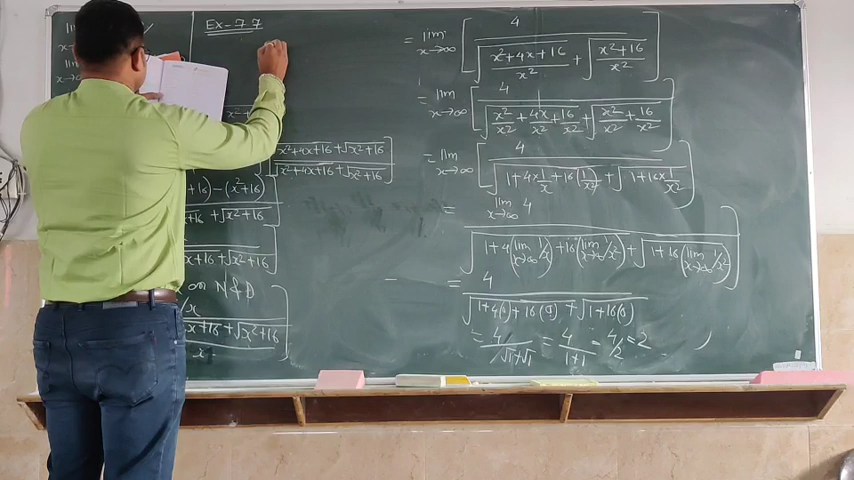 lim
Ex-7.7
lim
√x²+4x+16 + √x²+16
√x²+4x+16 + √x²+16
+16) - (x²+16)
x+16 + √x²+16
x+16 + √x²+16
on N & D
/x
x+16 + √x²+16
x
= lim x→∞ [ 4
√x²+4x+16/x² + √x²+16/x² ]
= lim x→∞ [ 4
√x²/x² + 4x/x² + 16/x² + √x²/x² + 16/x² ]
= lim x→∞ [ 4
√1+4×1/x+16(1/x²) + √1+16×1/x² ]
= lim x→∞ 4
√1+4(lim x→∞ 1/x)+16(lim x→∞ 1/x²) + √1+16(lim x→∞ 1/x²) ]
= 4
√1+4(0)+16(0) + √1+16(0)
= 4/√1+√1 = 4/1+1 = 4/2 = 2